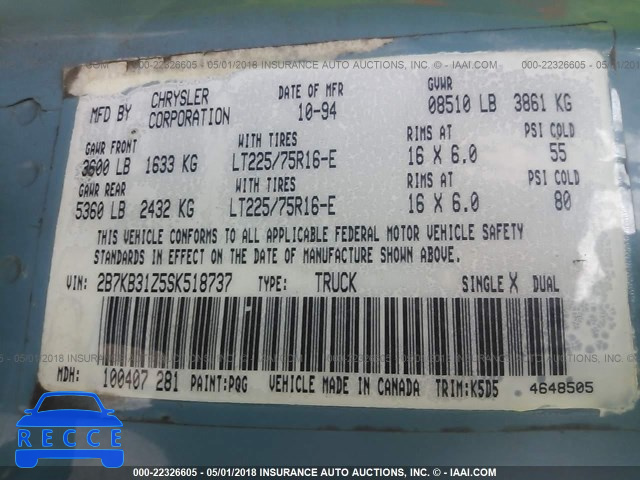 000-22326605 - 05/01/2018 INSURANCE AUTO AUCTIONS, INC. - © IAAI.COM
MFD BY CHRYSLER CORPORATION DATE OF MFR 10-94 GVWR 08510 LB 3861 KG
GAWR FRONT WITH TIRES RIMS AT PSI COLD
3600 LB 1633 KG LT225/75R16-E 16 X 6.0 55
GAWR REAR WITH TIRES RIMS AT PSI COLD
5360 LB 2432 KG LT225/75R16-E 16 X 6.0 80
THIS VEHICLE CONFORMS TO ALL APPLICABLE FEDERAL MOTOR VEHICLE SAFETY
STANDARDS IN EFFECT ON THE DATE OF MANUFACTURE SHOWN ABOVE.
VIN: 2B7KB31Z5SK518737 TYPE: TRUCK SINGLE X DUAL
MDH: 100407 281 PAINT: PQG VEHICLE MADE IN CANADA TRIM: K5D5 4648505
RECCE
000-22326605 - 05/01/2018 INSURANCE AUTO AUCTIONS, INC. - © IAAI.COM